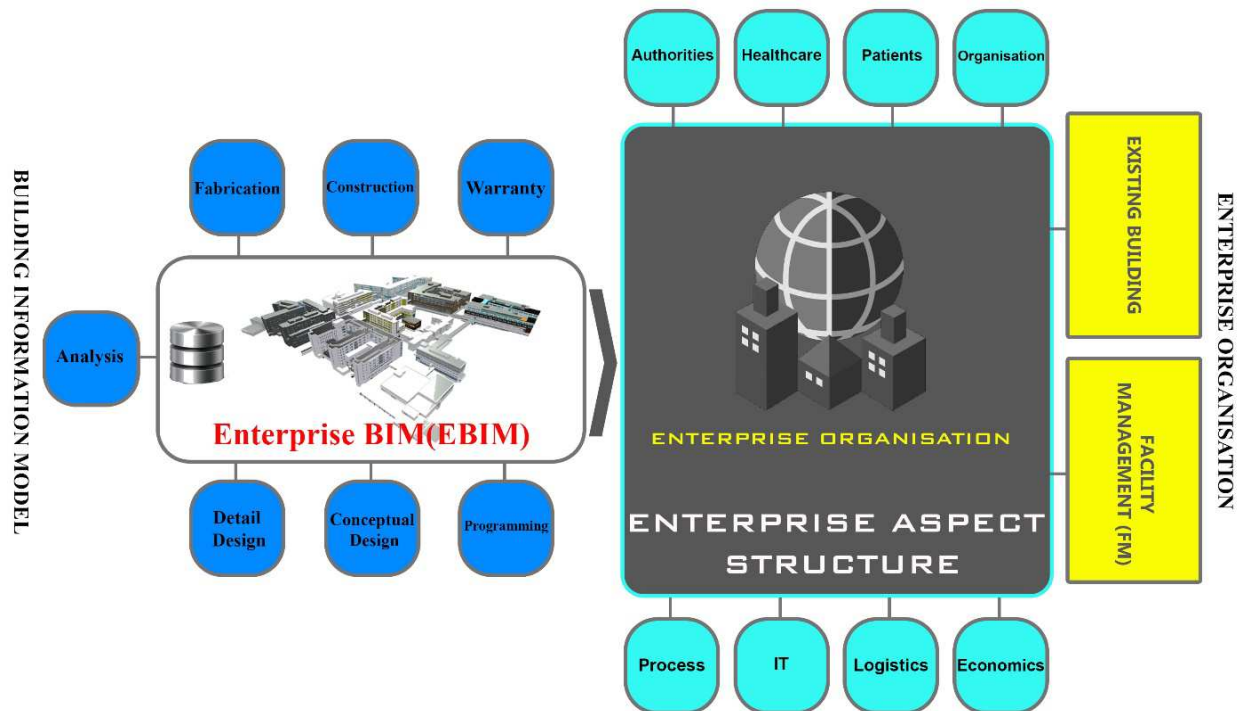 Authorities
Healthcare
Patients
Organisation
BUILDING INFORMATION MODEL
Fabrication
Construction
Warranty
Analysis
Enterprise BIM(EBIM)
Detail
Design
Conceptual
Design
Programming
ENTERPRISE ORGANISATION
ENTERPRISE ASPECT
STRUCTURE
EXISTING BUILDING
FACILITY
MANAGEMENT (FM)
ENTERPRISE ORGANISATION
Process
IT
Logistics
Economics